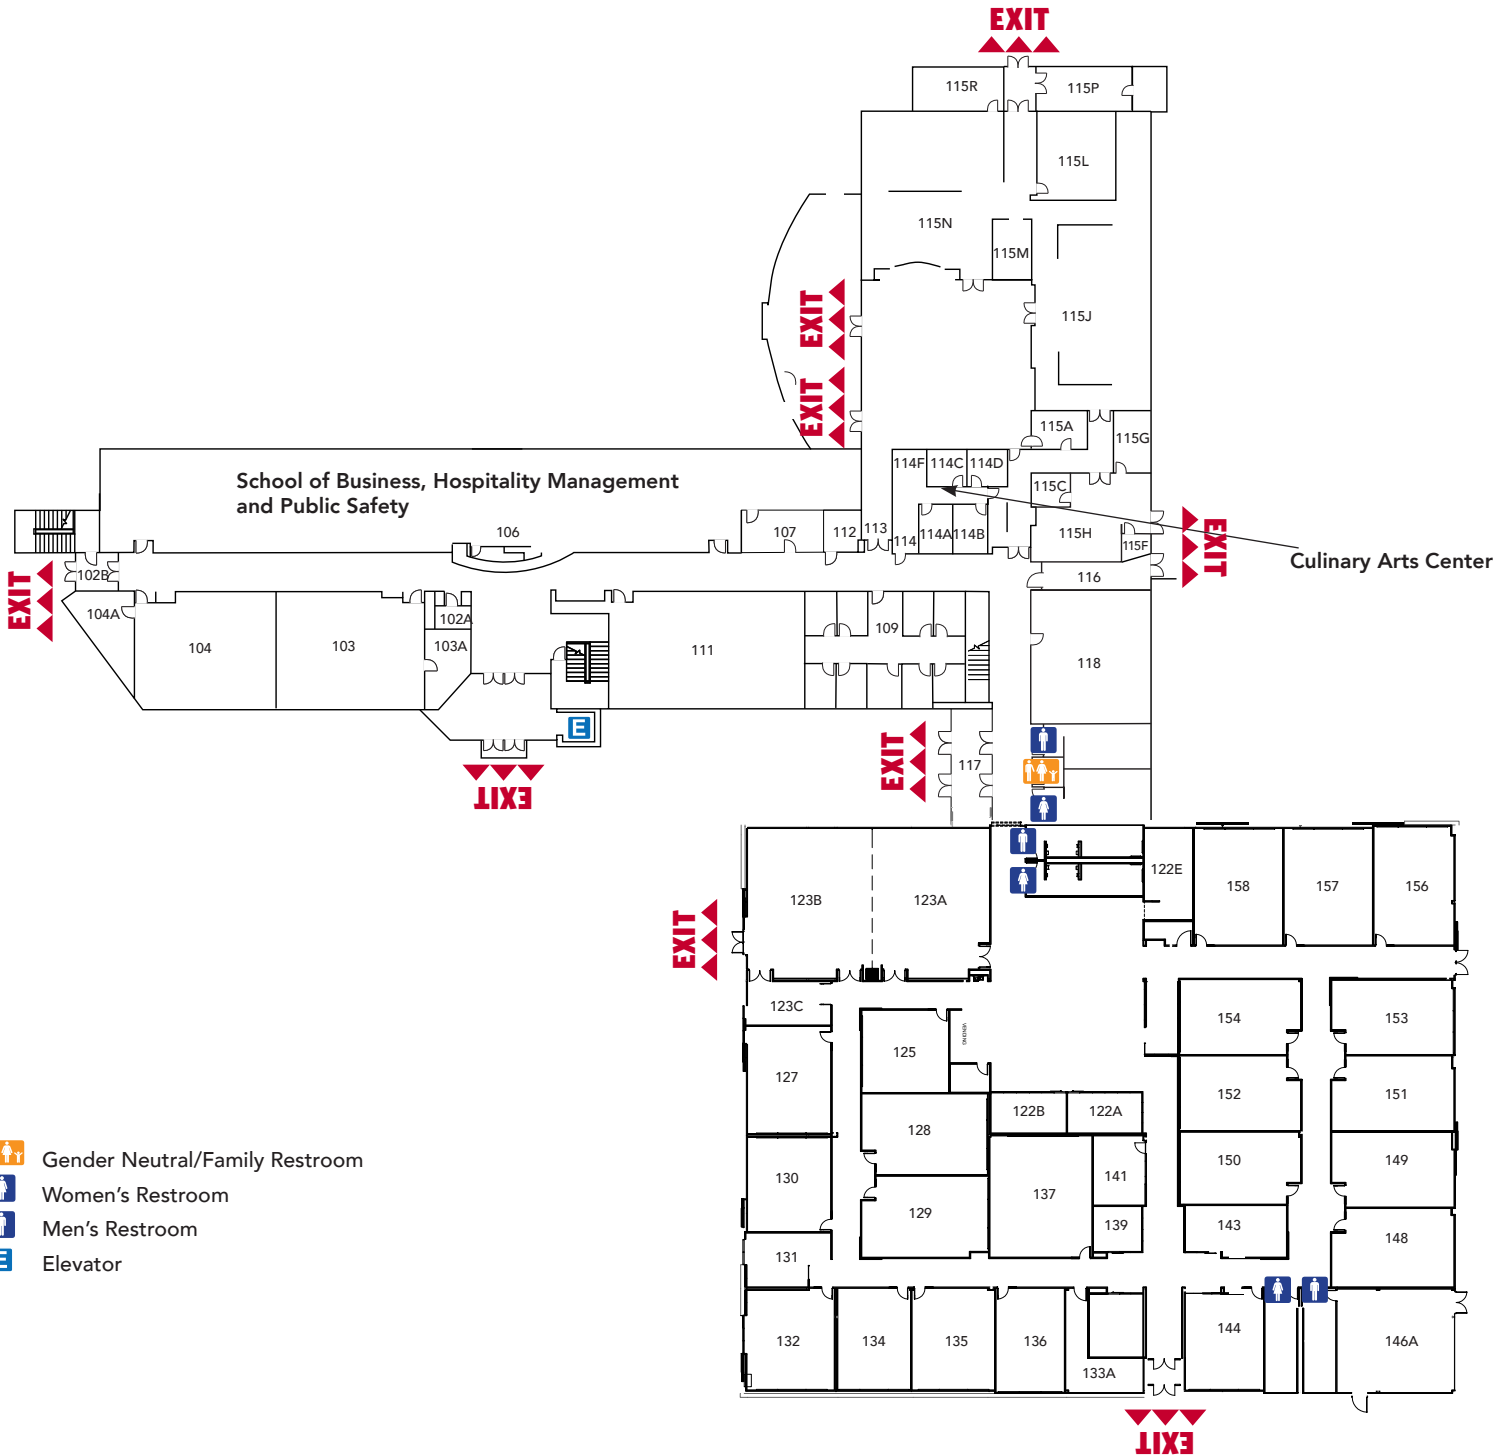 EXIT
115R
115P
115L
115N
115M
EXIT
115J
EXIT
115A
115G
114F
114C
114D
School of Business, Hospitality Management
and Public Safety
115C
106
107
112
113
114
114A
114B
115H
115F
EXIT
Culinary Arts Center
102B
116
EXIT
104A
102A
104
103
103A
111
109
118
E
EXIT
117
EXIT
122E
158
157
156
123B
123A
EXIT
123C
VENDING
154
153
125
127
152
151
122B
122A
128
150
149
130
141
137
129
139
143
148
131
132
134
135
136
133A
144
146A
Gender Neutral/Family Restroom
Women's Restroom
Men's Restroom
E
Elevator
EXIT